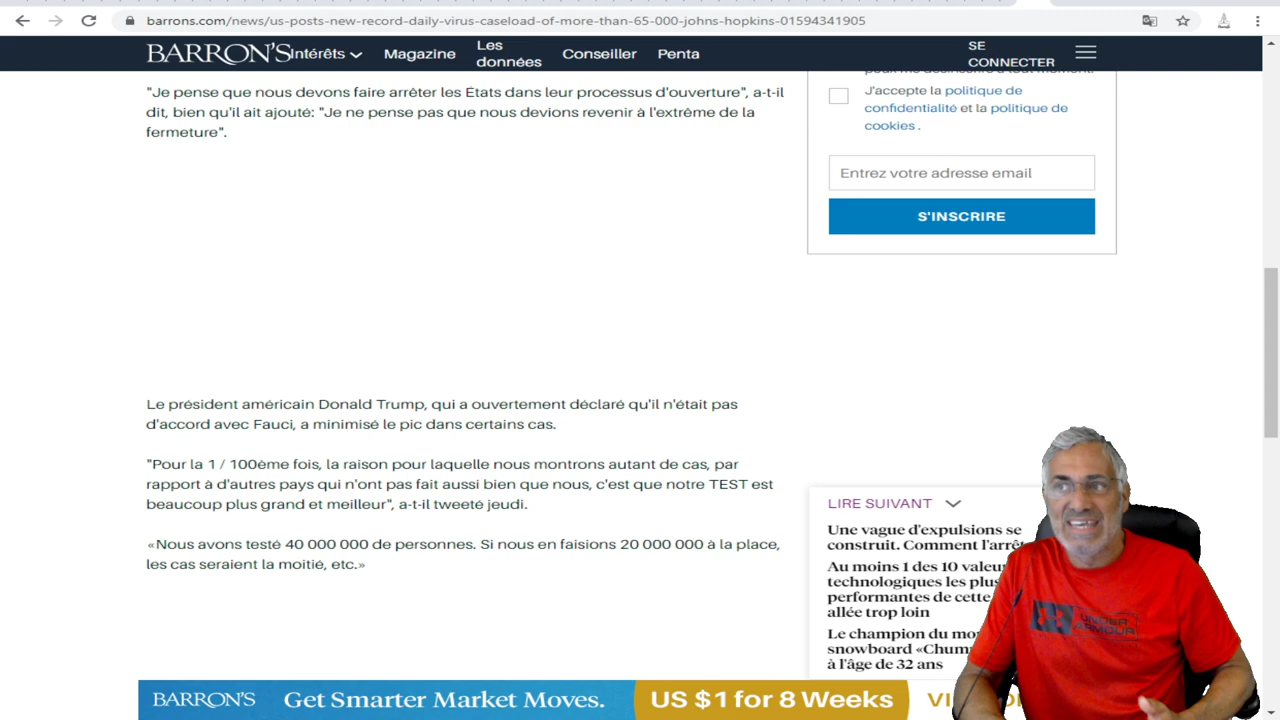 barrons.com/news/us-posts-new-record-daily-virus-caseload-of-more-than-65-000-johns-hopkins-01594341905
BARRON'S
Intérêts
Magazine
Les
données
Conseiller
Penta
SE
CONNECTER
"Je pense que nous devons faire arrêter les États dans leur processus d'ouverture", a-t-il
dit, bien qu'il ait ajouté: "Je ne pense pas que nous devions revenir à l'extrême de la
fermeture".
J'accepte la politique de
confidentialité et la politique de
cookies .
Entrez votre adresse email
S'INSCRIRE
Le président américain Donald Trump, qui a ouvertement déclaré qu'il n'était pas
d'accord avec Fauci, a minimisé le pic dans certains cas.
"Pour la 1 / 100ème fois, la raison pour laquelle nous montrons autant de cas, par
rapport à d'autres pays qui n'ont pas fait aussi bien que nous, c'est que notre TEST est
beaucoup plus grand et meilleur", a-t-il tweeté jeudi.
«Nous avons testé 40 000 000 de personnes. Si nous en faisions 20 000 000 à la place,
les cas seraient la moitié, etc.»
LIRE SUIVANT
Une vague d'expulsions se
construit. Comment l'arrêt
Au moins 1 des 10 valeu
technologiques les plus
performantes de cette
allée trop loin
Le champion du mo
snowboard «Chum
à l'âge de 32 ans
UNDER
ARMOUR
BARRON'S
Get Smarter Market Moves.
US $1 for 8 Weeks